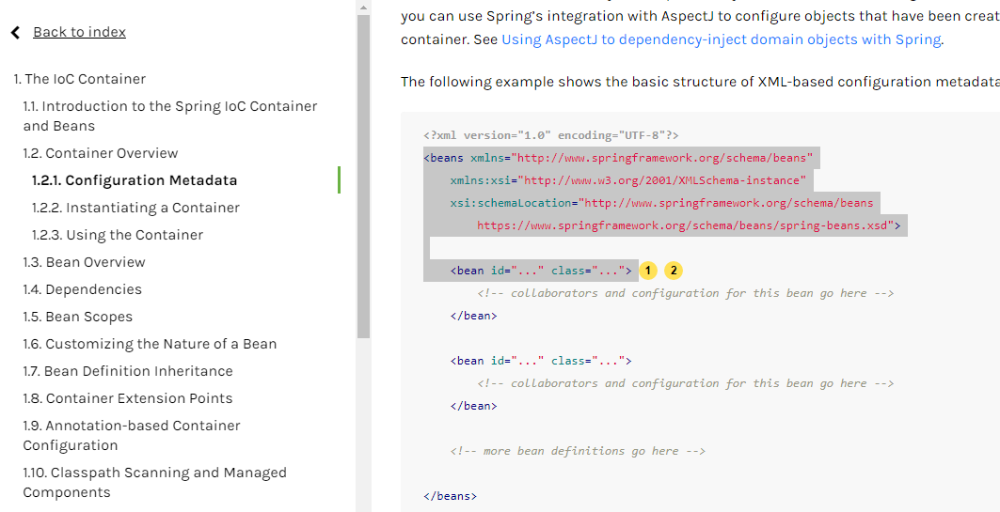 Back to index
1. The IoC Container
1.1. Introduction to the Spring IoC Container
and Beans
1.2. Container Overview
1.2.1. Configuration Metadata
1.2.2. Instantiating a Container
1.2.3. Using the Container
1.3. Bean Overview
1.4. Dependencies
1.5. Bean Scopes
1.6. Customizing the Nature of a Bean
1.7. Bean Definition Inheritance
1.8. Container Extension Points
1.9. Annotation-based Container
Configuration
1.10. Classpath Scanning and Managed
Components
you can use Spring’s integration with AspectJ to configure objects that have been creat
container. See Using AspectJ to dependency-inject domain objects with Spring.
The following example shows the basic structure of XML-based configuration metadata
<?xml version="1.0" encoding="UTF-8"?>
<beans xmlns="http://www.springframework.org/schema/beans"
xmlns:xsi="http://www.w3.org/2001/XMLSchema-instance"
xsi:schemaLocation="http://www.springframework.org/schema/beans
https://www.springframework.org/schema/beans/spring-beans.xsd">
<bean id="..." class="..."> 1 2
<!-- collaborators and configuration for this bean go here -->
</bean>
<bean id="..." class="...">
<!-- collaborators and configuration for this bean go here -->
</bean>
<!-- more bean definitions go here -->
</beans>